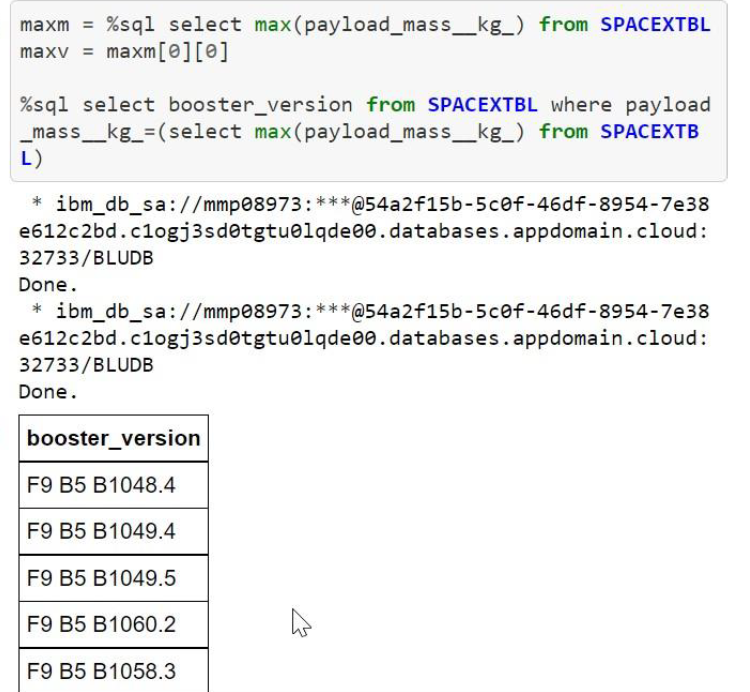 maxm = %sql select max(payload_mass__kg_) from SPACEXTBL
maxv = maxm[0][0]
%sql select booster_version from SPACEXTBL where payload
_mass__kg_=(select max(payload_mass__kg_) from SPACEXTB
L)
* ibm_db_sa://mmp08973:***@54a2f15b-5c0f-46df-8954-7e38
e612c2bd.c1ogj3sd0tgtu0lqde00.databases.appdomain.cloud:
32733/BLUDB
Done.
* ibm_db_sa://mmp08973:***@54a2f15b-5c0f-46df-8954-7e38
e612c2bd.c1ogj3sd0tgtu0lqde00.databases.appdomain.cloud:
32733/BLUDB
Done.
booster_version
F9 B5 B1048.4
F9 B5 B1049.4
F9 B5 B1049.5
F9 B5 B1060.2
F9 B5 B1058.3